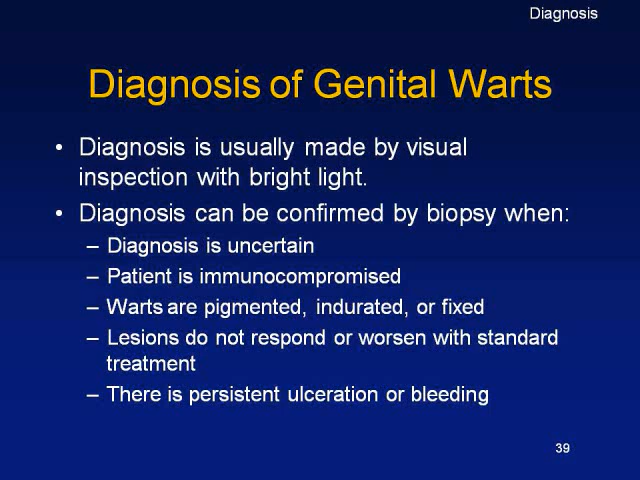 Diagnosis
Diagnosis of Genital Warts
• Diagnosis is usually made by visual
inspection with bright light.
• Diagnosis can be confirmed by biopsy when:
– Diagnosis is uncertain
– Patient is immunocompromised
– Warts are pigmented, indurated, or fixed
– Lesions do not respond or worsen with standard
treatment
– There is persistent ulceration or bleeding
39